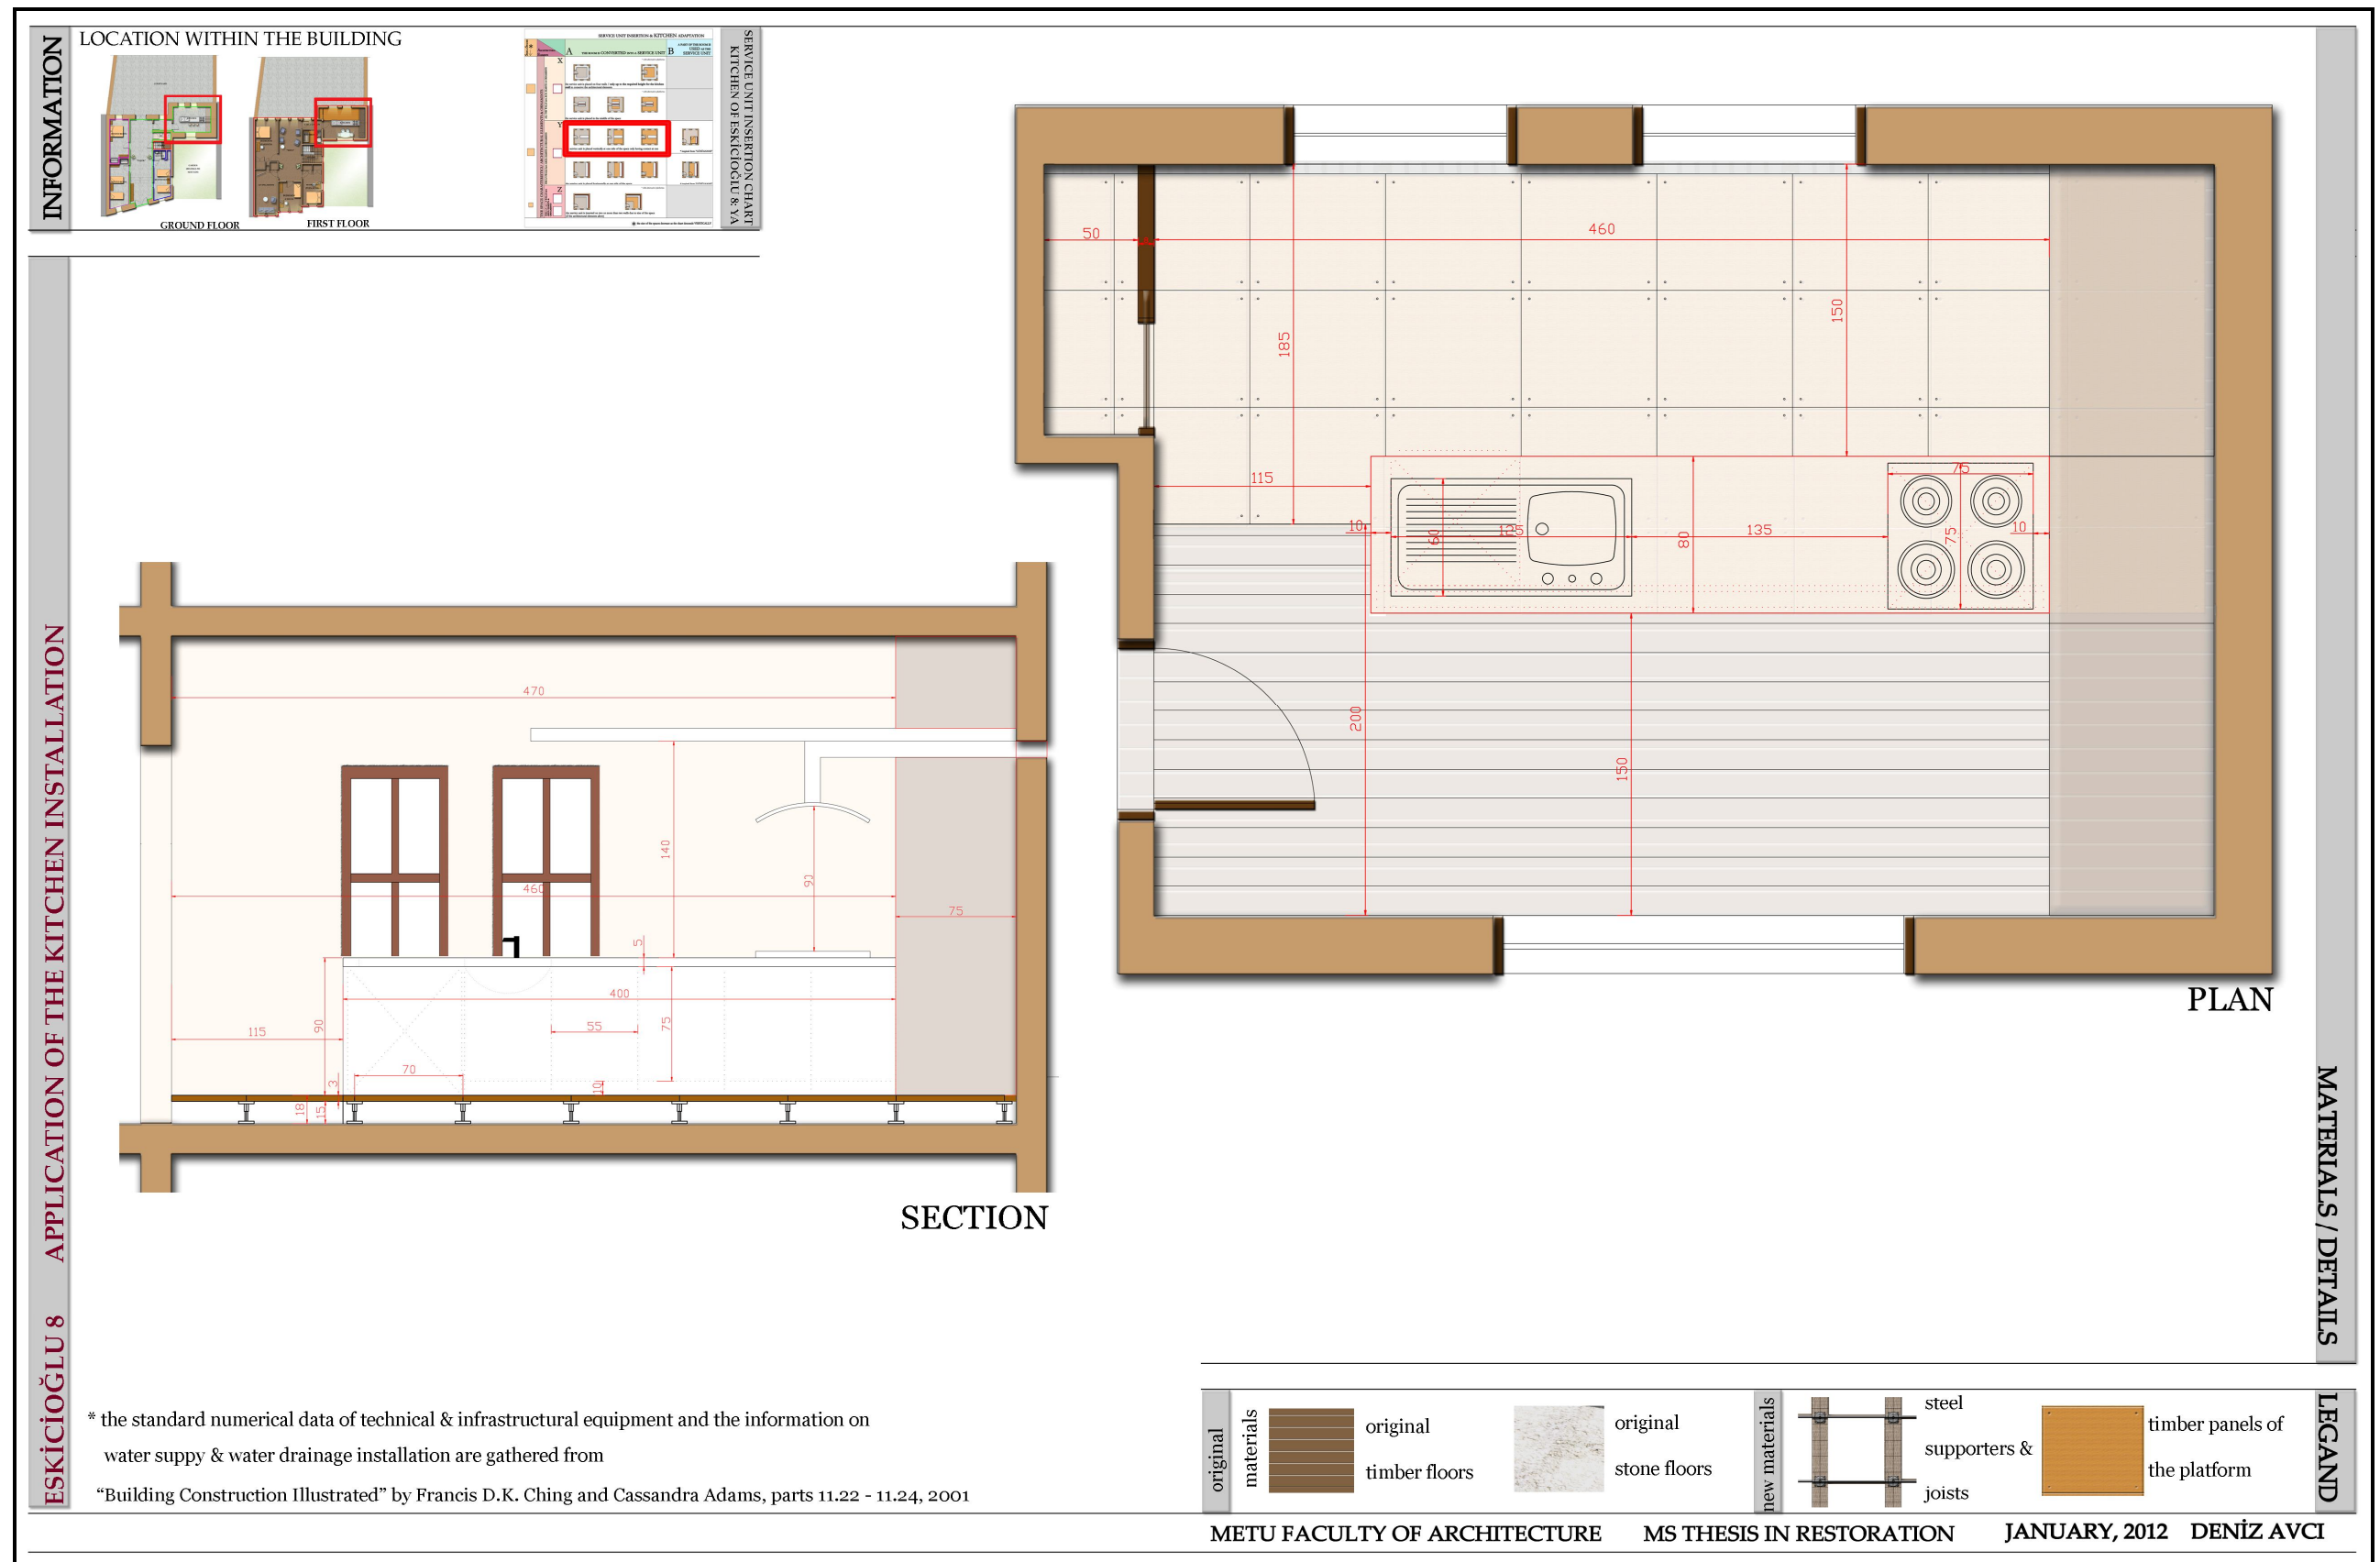 INFORMATION
LOCATION WITHIN THE BUILDING
GROUND FLOOR
FIRST FLOOR
SERVICE UNIT INSERTION & KITCHEN ADAPTATION
A
B
X
Y
Z
SERVICE UNIT INSERTION CHART
KITCHEN OF ESKİCİOĞLU 8: YA
50
460
185
150
115
10
60
125
80
135
75
75
10
200
150
PLAN
470
140
90
460
75
5
400
115
90
55
75
70
3
10
18
15
SECTION
ESKİCİOĞLU 8 APPLICATION OF THE KITCHEN INSTALLATION
MATERIALS / DETAILS
* the standard numerical data of technical & infrastructural equipment and the information on
water suppy & water drainage installation are gathered from
“Building Construction Illustrated” by Francis D.K. Ching and Cassandra Adams, parts 11.22 - 11.24, 2001
original
materials
original
timber floors
original
stone floors
new materials
steel
supporters &
joists
timber panels of
the platform
LEGAND
METU FACULTY OF ARCHITECTURE MS THESIS IN RESTORATION JANUARY, 2012 DENİZ AVCI